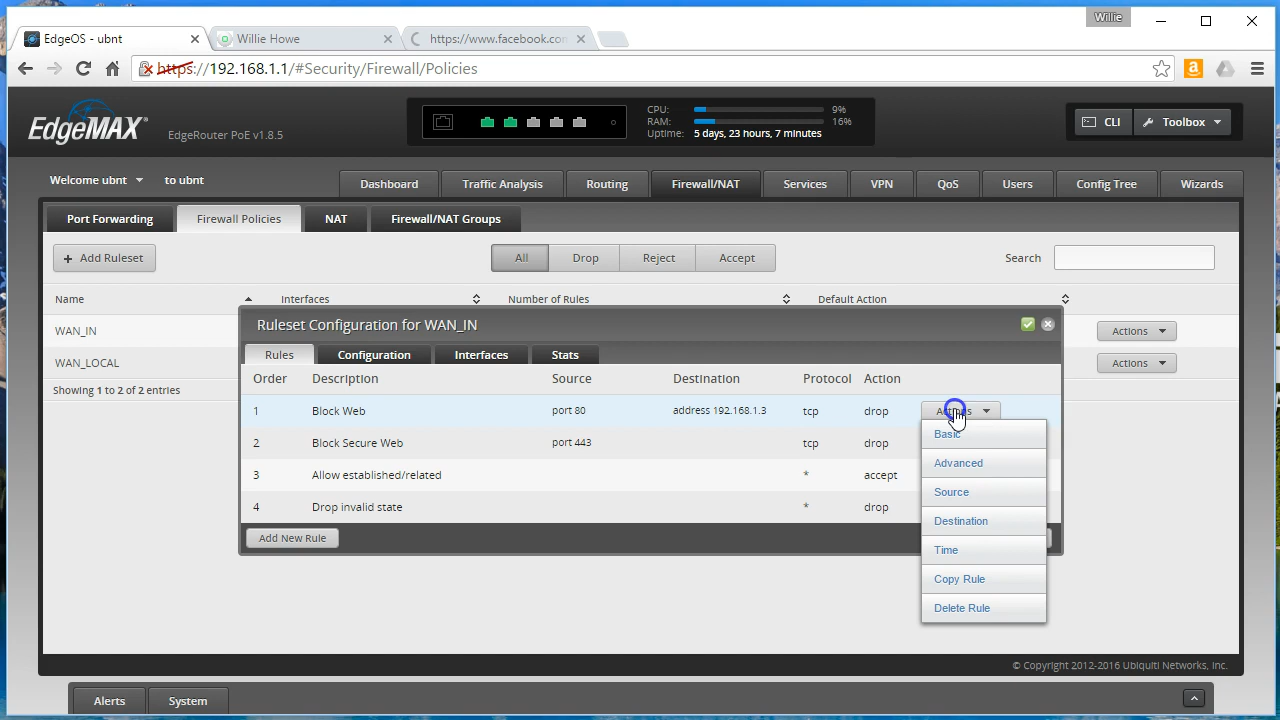 Willie
EdgeOS - ubnt
Willie Howe
https://www.facebook.com
https://192.168.1.1/#Security/Firewall/Policies
EdgeMAX
EdgeRouter PoE v1.8.5
CPU: 9%
RAM: 16%
Uptime: 5 days, 23 hours, 7 minutes
CLI
Toolbox
Welcome ubnt
to ubnt
Dashboard
Traffic Analysis
Routing
Firewall/NAT
Services
VPN
QoS
Users
Config Tree
Wizards
Port Forwarding
Firewall Policies
NAT
Firewall/NAT Groups
+ Add Ruleset
All
Drop
Reject
Accept
Search
Name Interfaces Number of Rules Default Action
WAN_IN
Actions
WAN_LOCAL
Actions
Showing 1 to 2 of 2 entries
Ruleset Configuration for WAN_IN
Rules
Configuration
Interfaces
Stats
Order Description Source Destination Protocol Action
1 Block Web port 80 address 192.168.1.3 tcp drop
Actions
2 Block Secure Web port 443 tcp drop
3 Allow established/related * accept
4 Drop invalid state * drop
Basic
Advanced
Source
Destination
Time
Copy Rule
Delete Rule
Add New Rule
© Copyright 2012-2016 Ubiquiti Networks, Inc.
Alerts
System